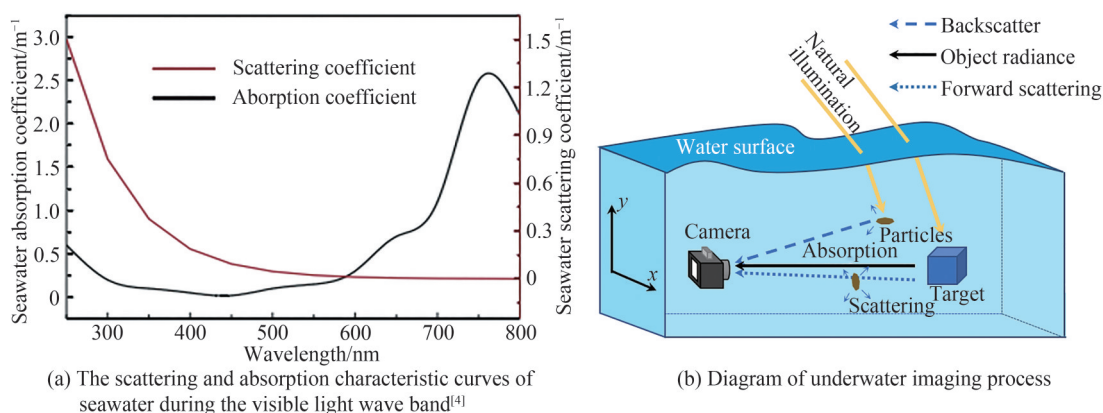 Seawater absorption coefficient/m⁻¹
3.0
2.5
2.0
1.5
1.0
0.5
0
Scattering coefficient
Aborption coefficient
1.5
1.2
0.9
0.6
0.3
0
Seawater scattering coefficient/m⁻¹
300
400
500
600
700
800
Wavelength/nm
(a) The scattering and absorption characteristic curves of
seawater during the visible light wave band[4]
Backscatter
Object radiance
Forward scattering
Natural
illumination
Water surface
y
x
Camera
Particles
Absorption
Scattering
Target
(b) Diagram of underwater imaging process